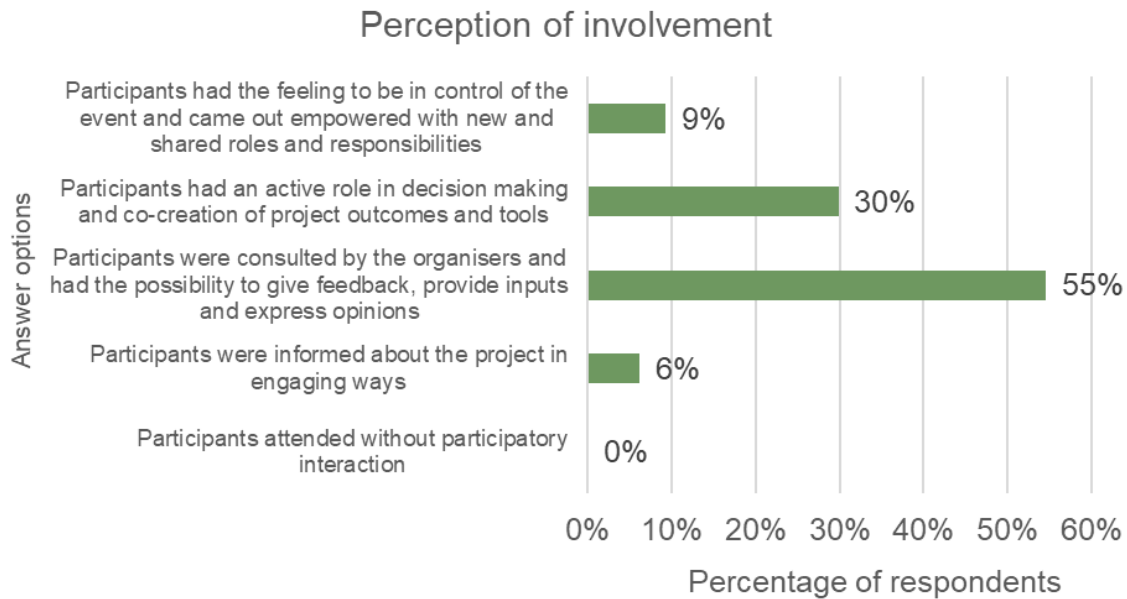 Perception of involvement
Participants had the feeling to be in control of the
event and came out empowered with new and
shared roles and responsibilities
9%
Participants had an active role in decision making
and co-creation of project outcomes and tools
30%
Participants were consulted by the organisers and
had the possibility to give feedback, provide inputs
and express opinions
55%
Participants were informed about the project in
engaging ways
6%
Participants attended without participatory
interaction
0%
Answer options
0% 10% 20% 30% 40% 50% 60%
Percentage of respondents